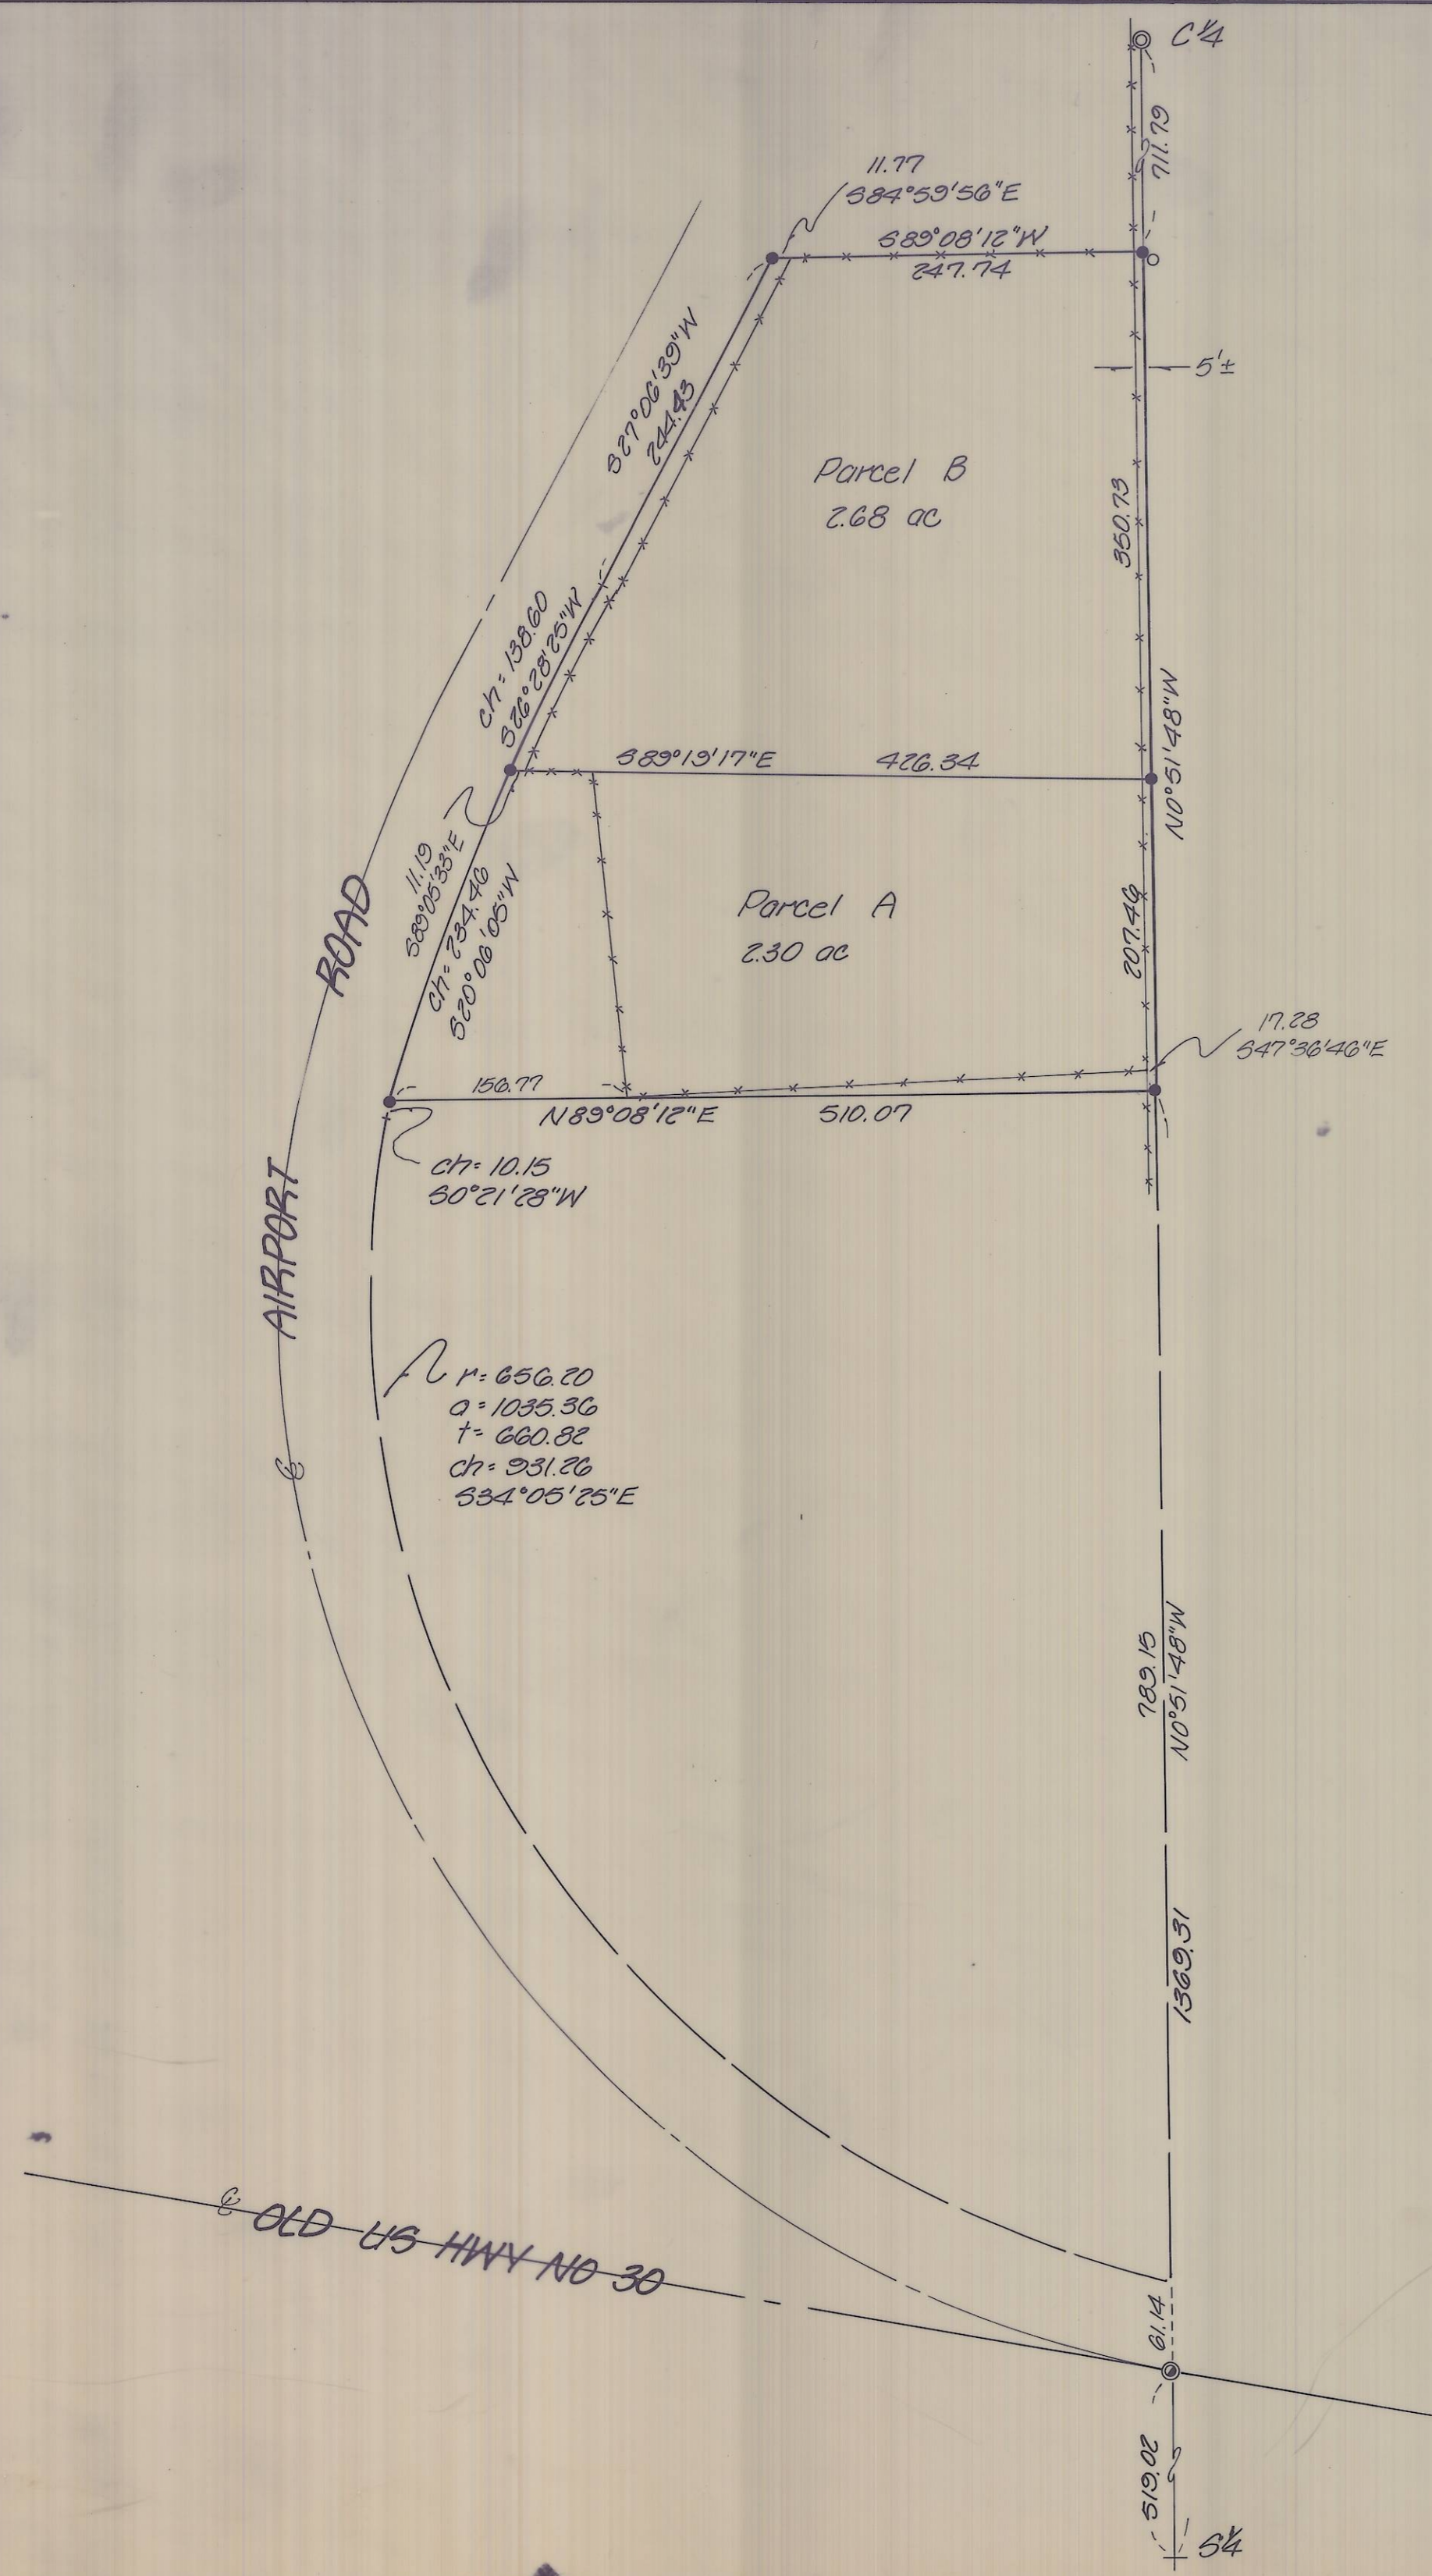 C 1/4
711.79
11.77
S84°59'56"E
S89°08'12"W
247.74
5'±
S27°06'39"W
244.43
Parcel B
2.68 ac
350.73
ch= 138.60
S26°28'25"W
S89°19'17"E 426.34
N0°51'48"W
11.19
S89°05'33"E
ch= 234.46
S20°06'05"W
Parcel A
2.30 ac
207.46
17.28
S47°36'46"E
156.77
N89°08'12"E 510.07
ch= 10.15
S0°21'28"W
AIRPORT ROAD
r= 656.20
a= 1035.36
t= 660.82
ch= 931.26
S34°05'25"E
℄
789.15
N0°51'48"W
1369.31
℄ OLD US HWY NO 30
61.14
519.02
S 1/4